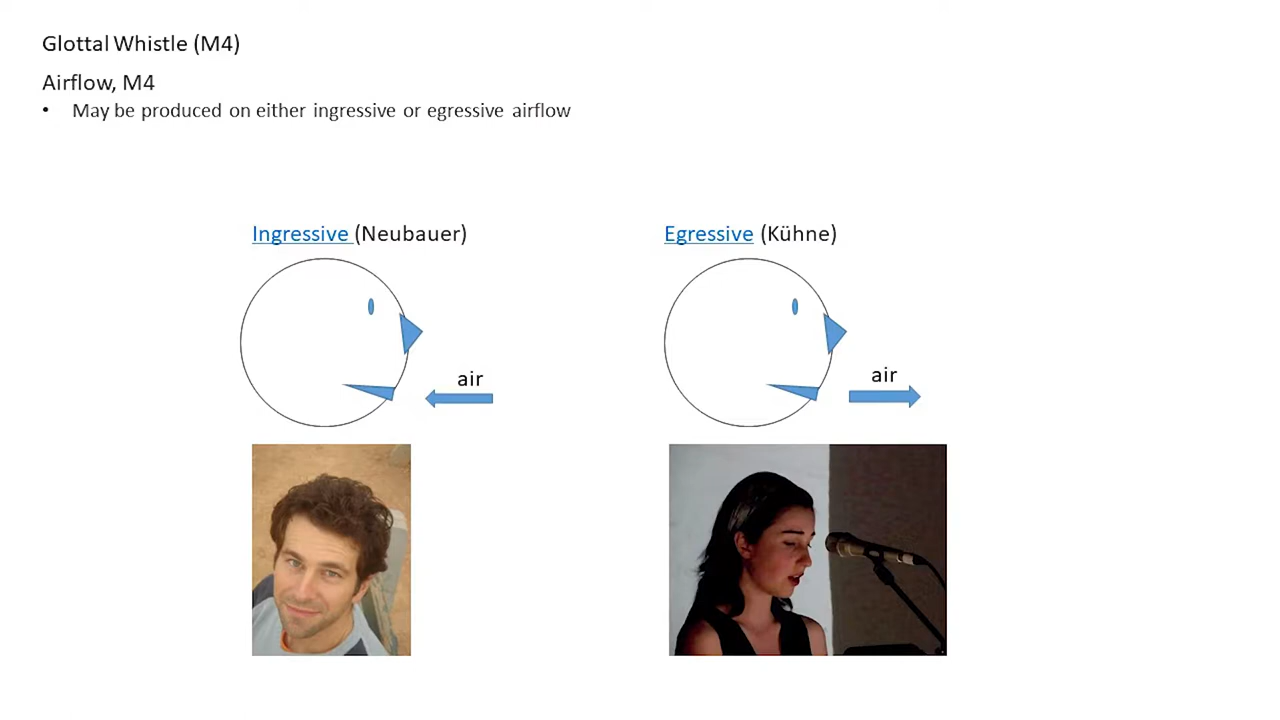 Glottal Whistle (M4)
Airflow, M4
• May be produced on either ingressive or egressive airflow
Ingressive (Neubauer)
Egressive (Kühne)
air
air